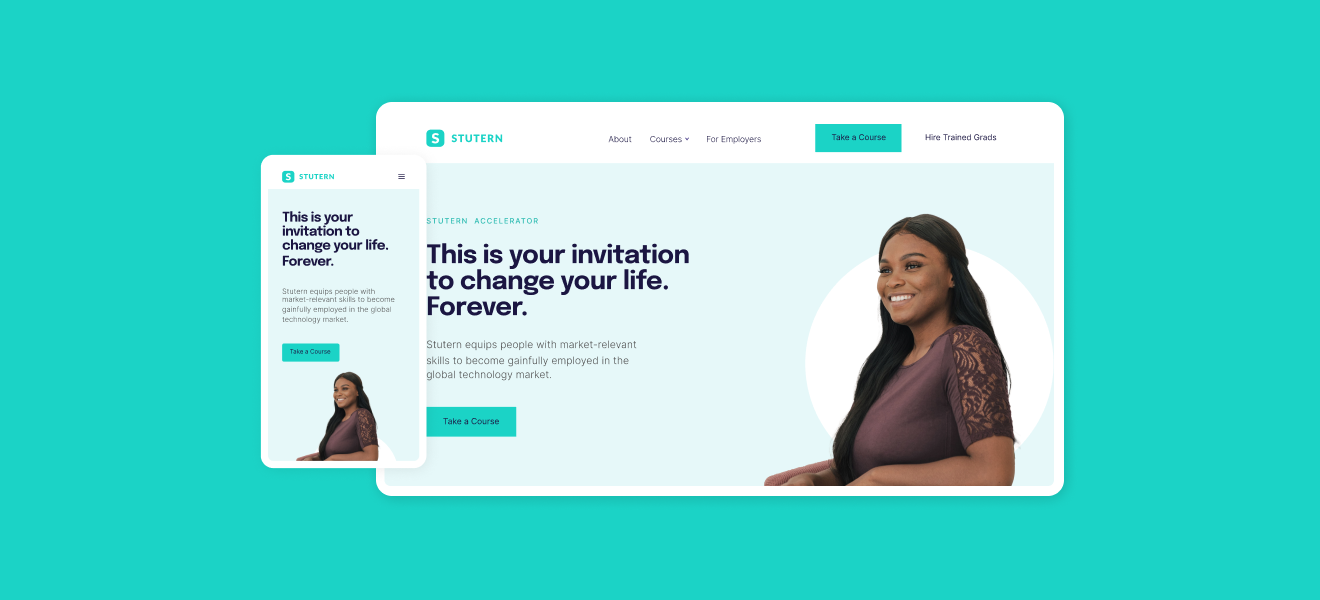 S STUTERN
About
Courses
For Employers
Take a Course
Hire Trained Grads
STUTERN ACCELERATOR
This is your invitation
to change your life.
Forever.
Stutern equips people with market-relevant
skills to become gainfully employed in the
global technology market.
Take a Course
S STUTERN
This is your
invitation to
change your life.
Forever.
Stutern equips people with
market-relevant skills to become
gainfully employed in the global
technology market.
Take a Course